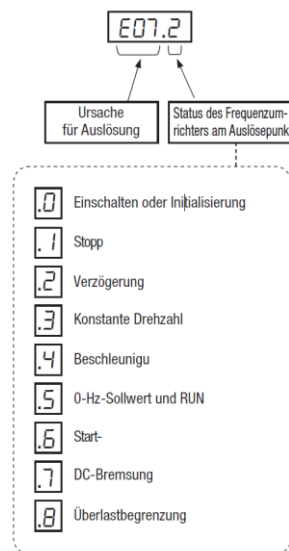 E07.2
Ursache
für Auslösung
Status des Frequenzum-
richters am Auslösepunk
.0 Einschalten oder Initialisierung
.1 Stopp
.2 Verzögerung
.3 Konstante Drehzahl
.4 Beschleunigu
.5 0-Hz-Sollwert und RUN
.6 Start-
.7 DC-Bremsung
.8 Überlastbegrenzung